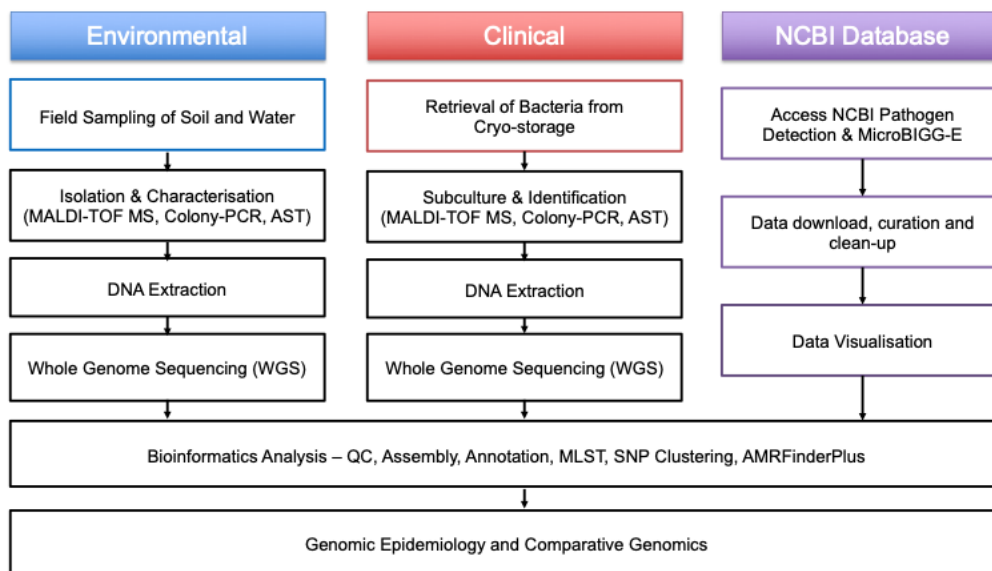 Environmental
Clinical
NCBI Database
Field Sampling of Soil and Water
Retrieval of Bacteria from
Cryo-storage
Access NCBI Pathogen
Detection & MicroBIGG-E
Isolation & Characterisation
(MALDI-TOF MS, Colony-PCR, AST)
Subculture & Identification
(MALDI-TOF MS, Colony-PCR, AST)
Data download, curation and
clean-up
DNA Extraction
DNA Extraction
Data Visualisation
Whole Genome Sequencing (WGS)
Whole Genome Sequencing (WGS)
Bioinformatics Analysis – QC, Assembly, Annotation, MLST, SNP Clustering, AMRFinderPlus
Genomic Epidemiology and Comparative Genomics